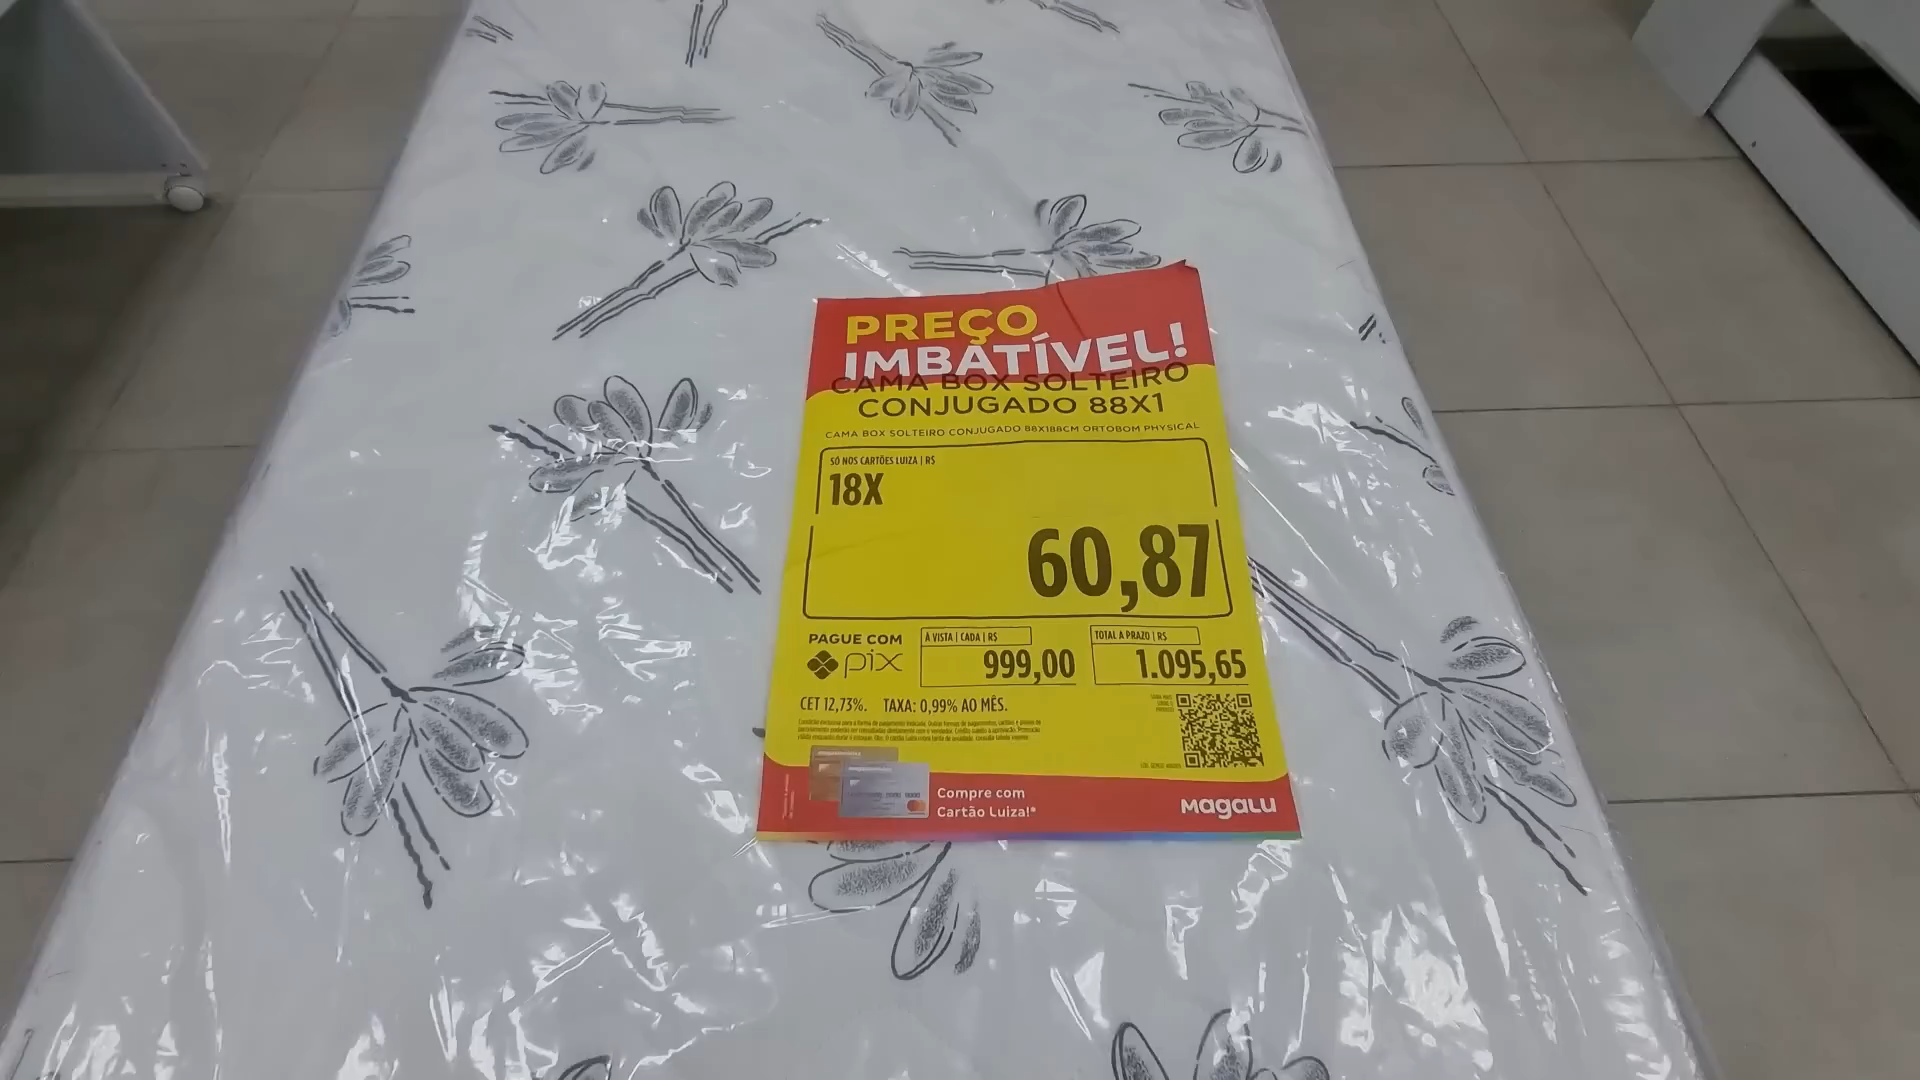 PREÇO
IMBATÍVEL!
CAMA BOX SOLTEIRO
CONJUGADO 88X1
CAMA BOX SOLTEIRO CONJUGADO 88X188CM ORTOBOM PHYSICAL
SÓ NOS CARTÕES LUIZA | R$
18X
60,87
PAGUE COM
pix
À VISTA | CADA | R$
999,00
TOTAL A PRAZO | R$
1.095,65
CET 12,73%. TAXA: 0,99% AO MÊS.
Compre com
Cartão Luiza!*
Magalu